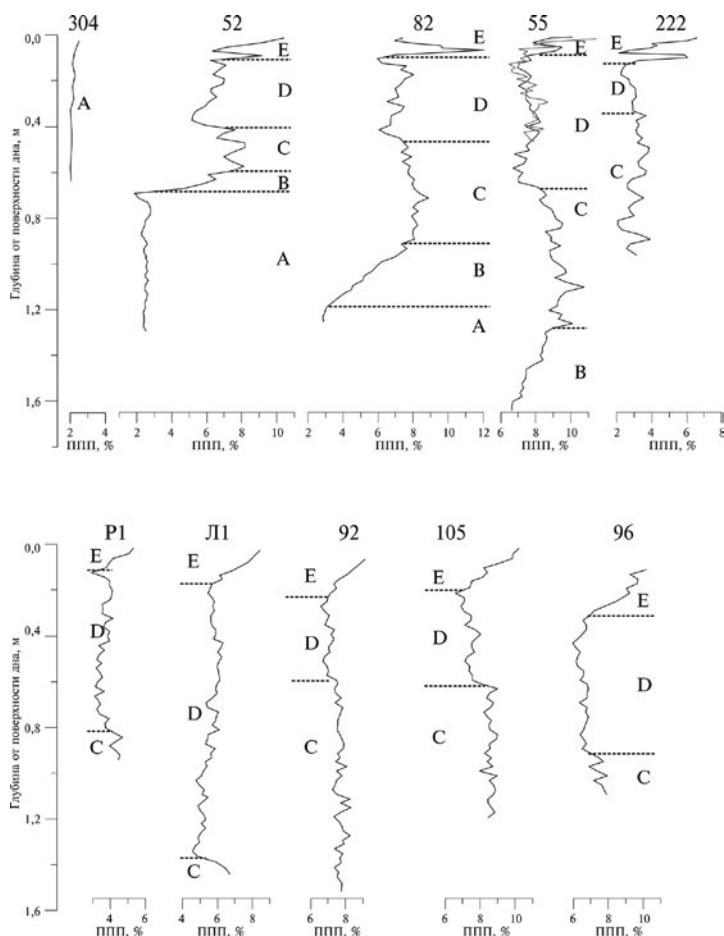 304 52 82 55 222
0,0
0,4
0,8
1,2
1,6
Глубина от поверхности дна, м
A
E
D
C
B
A
E
D
C
B
A
E
D
C
B
E
D
C
2 4
2 4 6 8 10
2 4 6 8 10 12
6 8 10
2 4 6 8
ППП, % ППП, % ППП, % ППП, % ППП, %
Р1 Л1 92 105 96
0,0
0,4
0,8
1,2
1,6
Глубина от поверхности дна, м
E
D
C
E
D
C
E
D
C
E
D
C
E
D
C
4 6
4 6 8
6 8
6 8 10
6 8 10
ППП, % ППП, % ППП, % ППП, % ППП, %